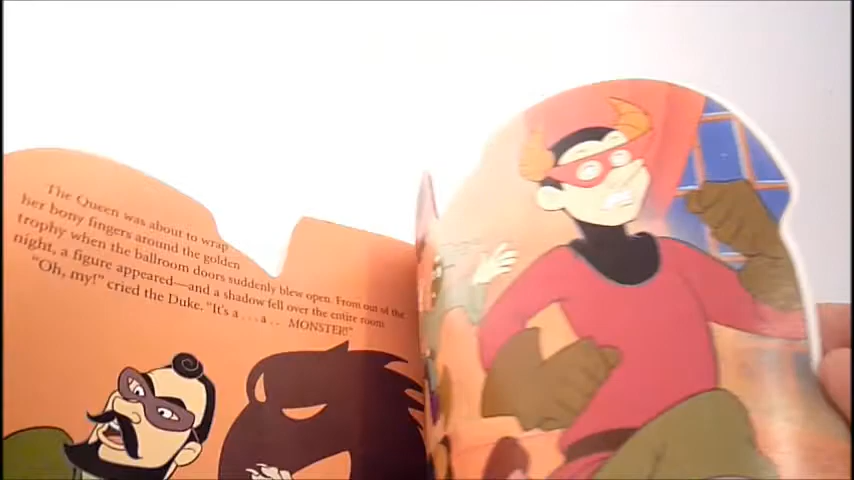 The Queen was about to wrap
her bony fingers around the golden
trophy when the ballroom doors suddenly blew open. From out of the
night, a figure appeared—and a shadow fell over the entire room.
"Oh, my!" cried the Duke. "It's a . . . a . . . MONSTER!"